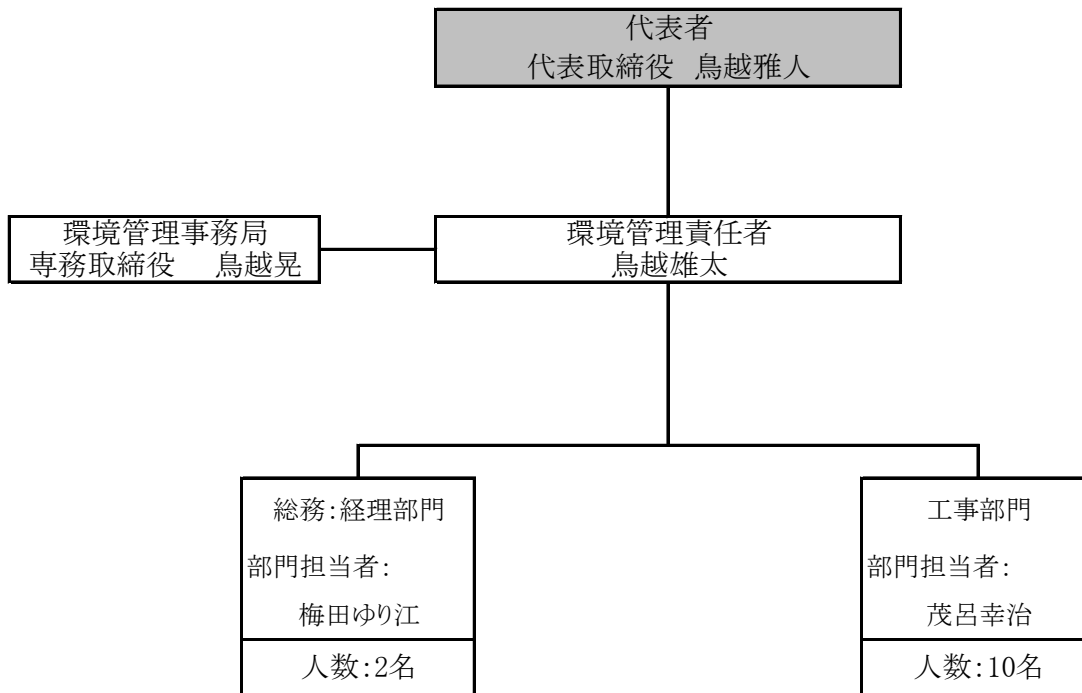 代表者
代表取締役 鳥越雅人
環境管理事務局
専務取締役 鳥越晃
環境管理責任者
鳥越雄太
総務:経理部門
部門担当者:
梅田ゆり江
人数:2名
工事部門
部門担当者:
茂呂幸治
人数:10名